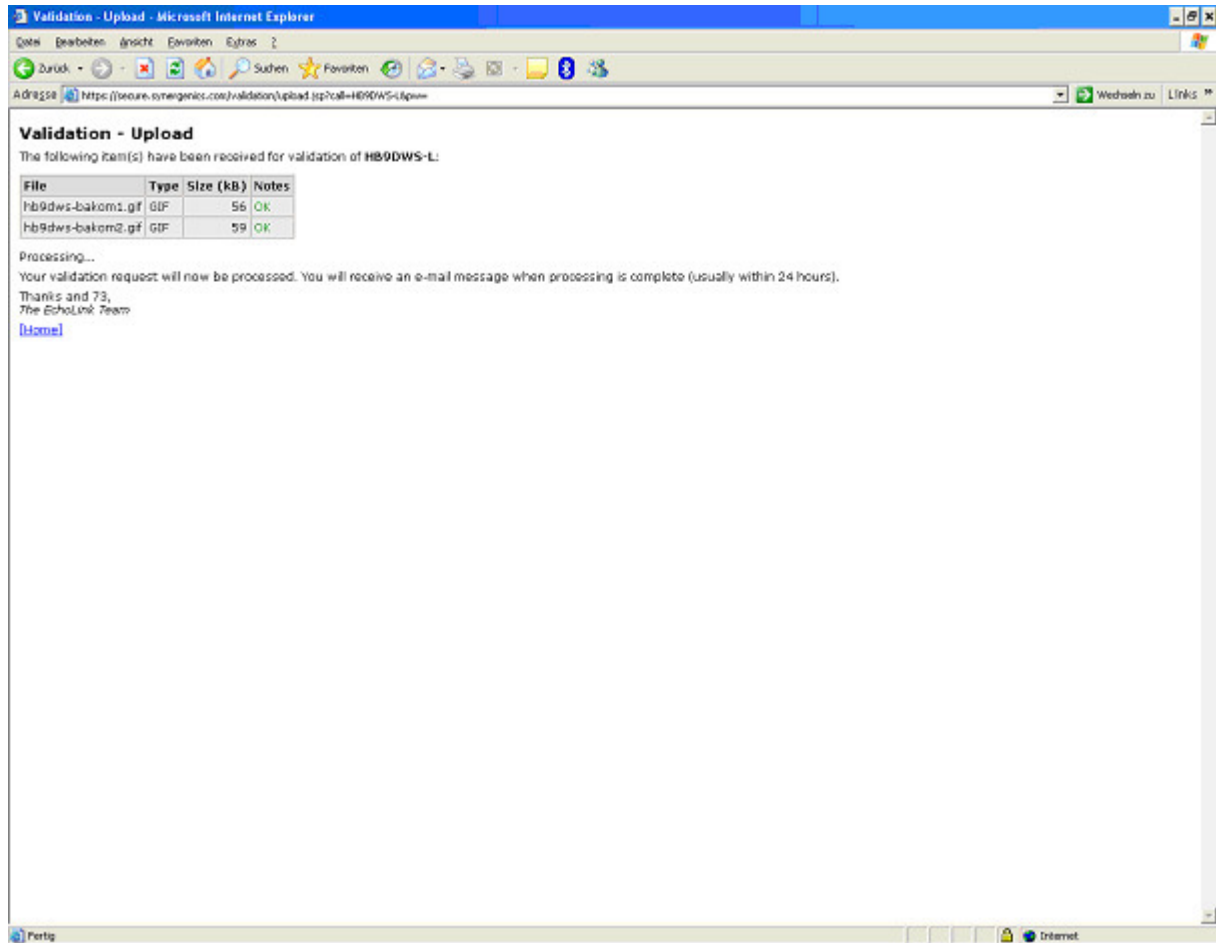 Validation - Upload - Microsoft Internet Explorer
Datei Bearbeiten Ansicht Favoriten Extras ?
Zurück Suchen Favoriten
Adresse https://secure.synergenics.com/validation/upload.jsp?call=HB9DWS-L&pw= Wechseln zu Links
Validation - Upload
The following item(s) have been received for validation of HB9DWS-L:
File Type Size (kB) Notes
hb9dws-bakom1.gif GIF 56 OK
hb9dws-bakom2.gif GIF 59 OK
Processing...
Your validation request will now be processed. You will receive an e-mail message when processing is complete (usually within 24 hours).
Thanks and 73,
The EchoLink Team
[Home]
Fertig Internet